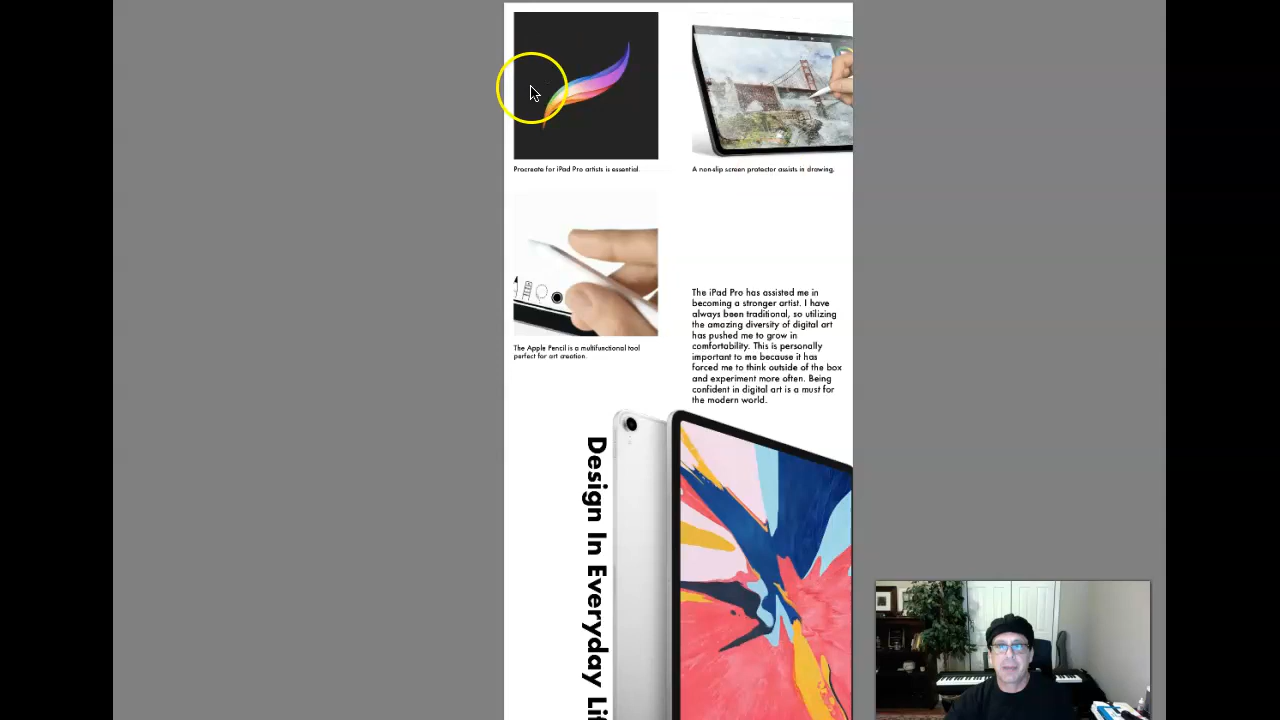 Procreate for iPad Pro artists is essential.
A non-slip screen protector assists in drawing.
The Apple Pencil is a multifunctional tool
perfect for art creation.
The iPad Pro has assisted me in
becoming a stronger artist. I have
always been traditional, so utilizing
the amazing diversity of digital art
has pushed me to grow in
comfortability. This is personally
important to me because it has
forced me to think outside of the box
and experiment more often. Being
confident in digital art is a must for
the modern world.
Design In Everyday Lif